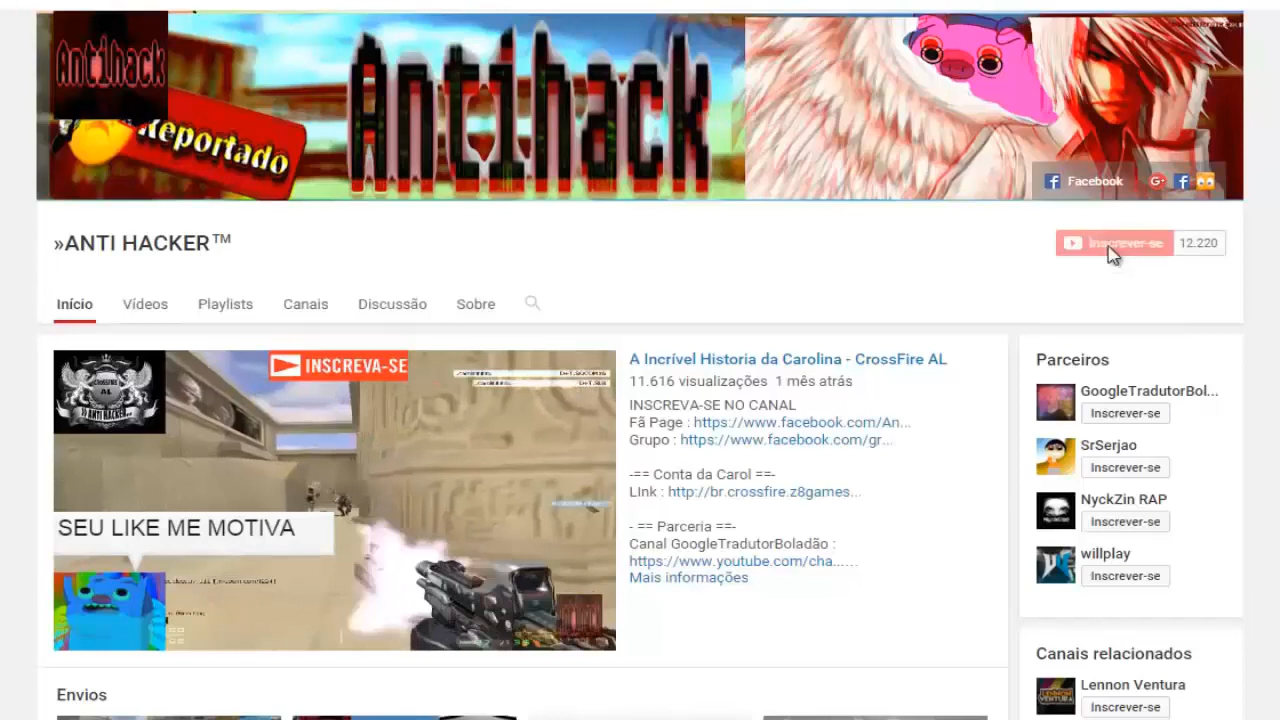 Antihack
Reportado
Antihack
Facebook
»ANTI HACKER™
Inscrever-se
12.220
Início
Vídeos
Playlists
Canais
Discussão
Sobre
INSCREVA-SE
CROSSFIRE
AL
ANTI HACKER
SEU LIKE ME MOTIVA
A Incrível Historia da Carolina - CrossFire AL
11.616 visualizações 1 mês atrás
INSCREVA-SE NO CANAL
Fã Page : https://www.facebook.com/An...
Grupo : https://www.facebook.com/gr...
-== Conta da Carol ==-
LInk : http://br.crossfire.z8games...
- == Parceria ==-
Canal GoogleTradutorBoladão :
https://www.youtube.com/cha......
Mais informações
Parceiros
GoogleTradutorBol...
Inscrever-se
SrSerjao
Inscrever-se
NyckZin RAP
Inscrever-se
willplay
Inscrever-se
Canais relacionados
Lennon Ventura
Inscrever-se
Envios